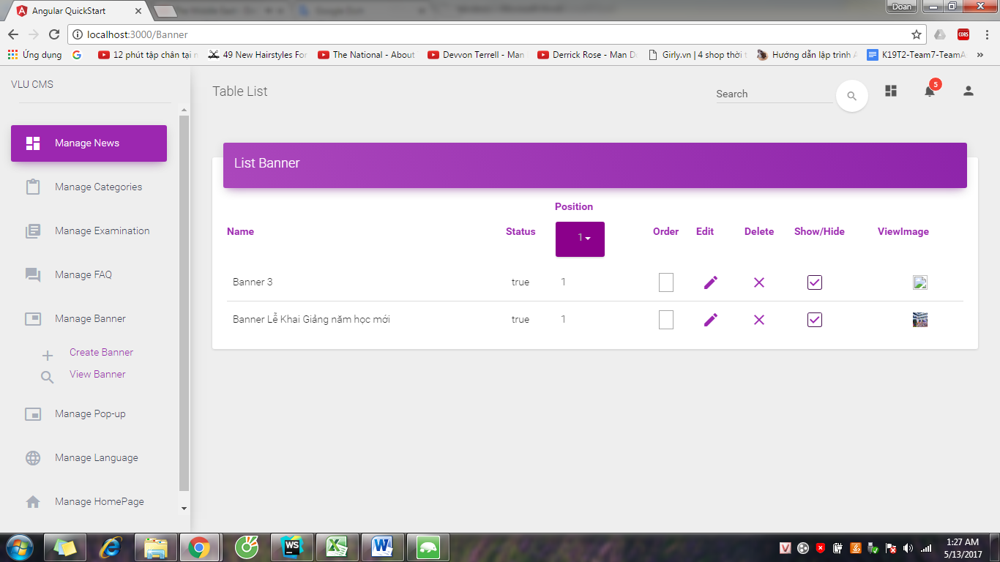 Angular QuickStart
Doan
localhost:3000/Banner
CORS
Ứng dụng
12 phút tập chân tại n
49 New Hairstyles For
The National - About
Devvon Terrell - Man
Derrick Rose - Man D
Girly.vn | 4 shop thời t
Hướng dẫn lập trình A
K19T2-Team7-TeamA
»
VLU CMS
Table List
Search
5
Manage News
Manage Categories
Manage Examination
Manage FAQ
Manage Banner
Create Banner
View Banner
Manage Pop-up
Manage Language
Manage HomePage
List Banner
Name Status Position 1 Order Edit Delete Show/Hide ViewImage
Banner 3 true 1
Banner Lễ Khai Giảng năm học mới true 1
1:27 AM
5/13/2017